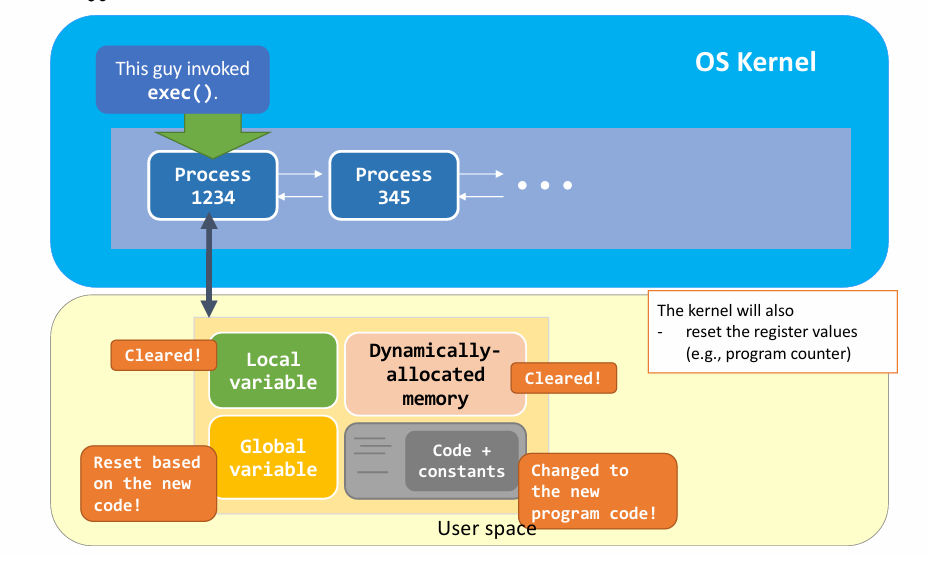 OS Kernel
This guy invoked
exec().
Process
1234
Process
345
The kernel will also
- reset the register values
(e.g., program counter)
Cleared!
Local
variable
Dynamically-
allocated
memory
Cleared!
Global
variable
Code +
constants
Reset based
on the new
code!
Changed to
the new
program code!
User space